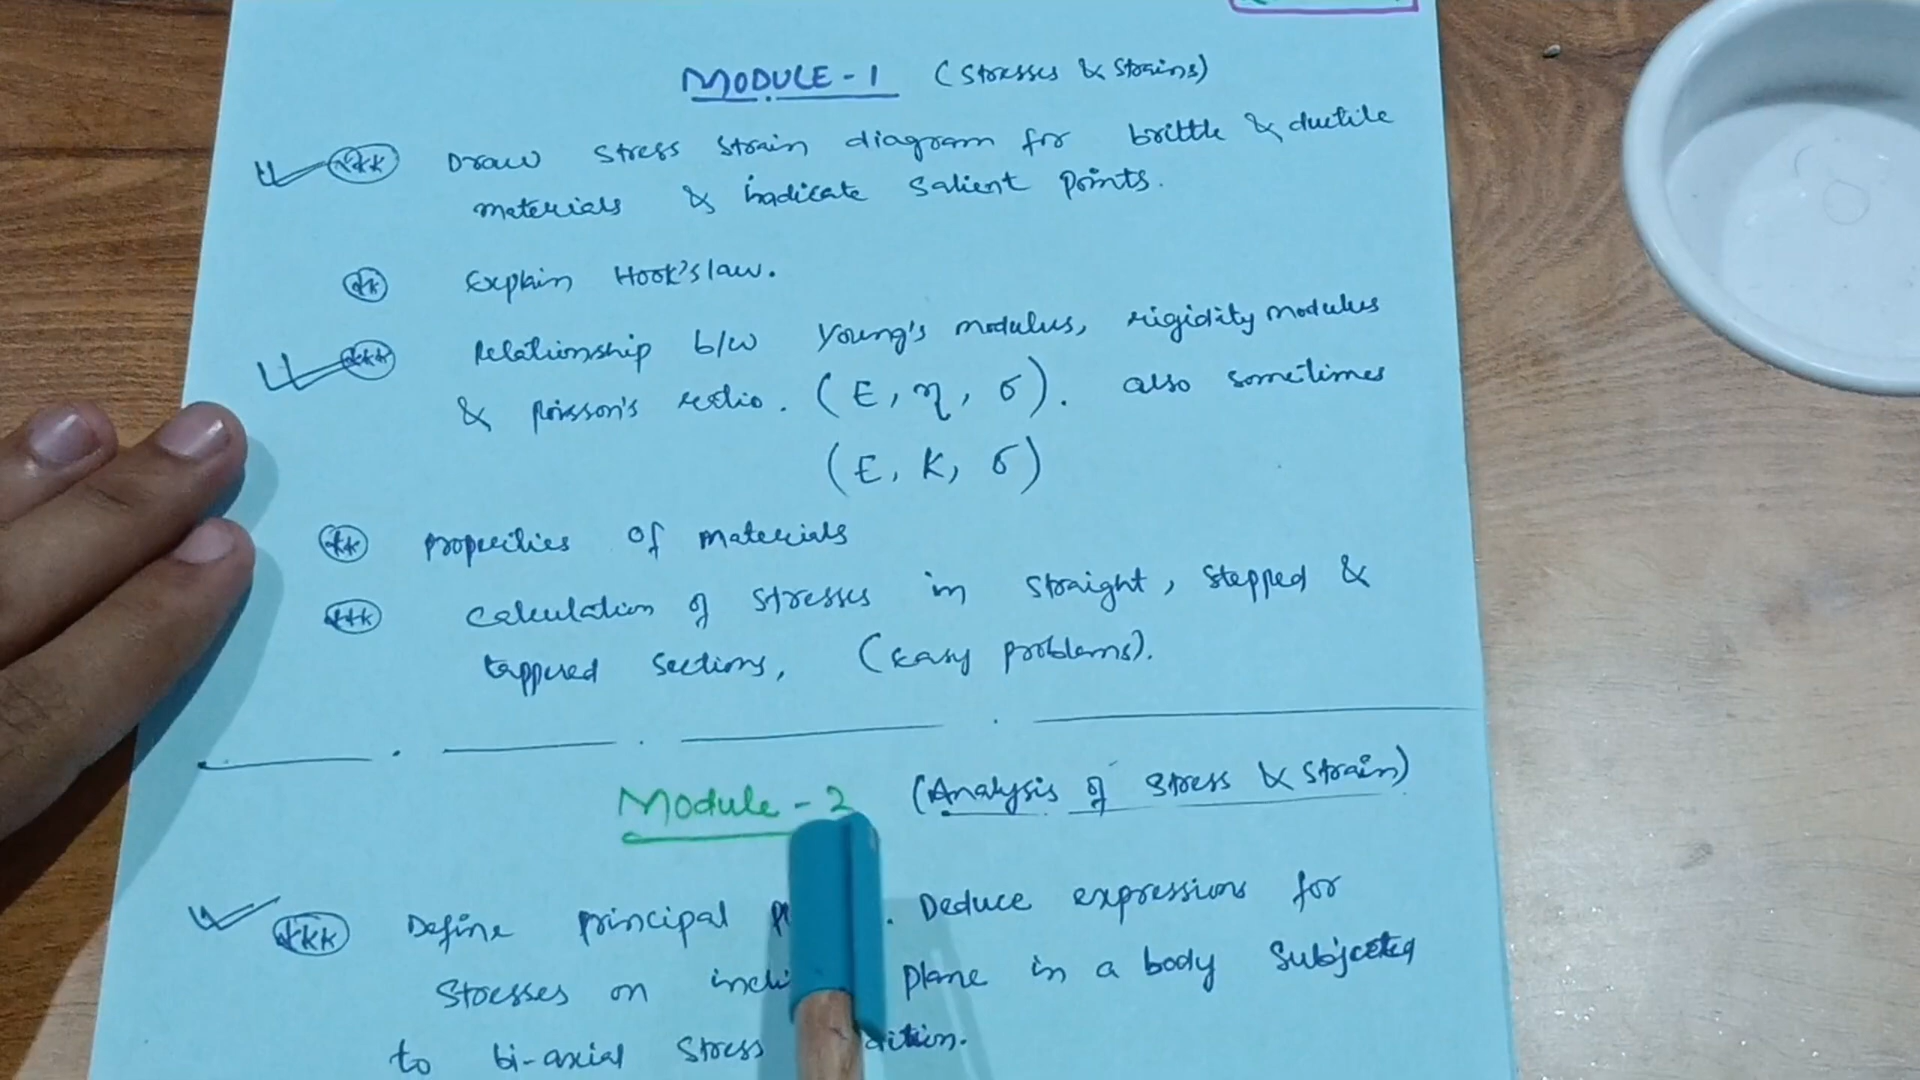 MODULE - 1 (Stresses & Strains)
*** Draw stress strain diagram for brittle & ductile
materials & indicate salient points.
** Explain Hook's law.
*** Relationship b/w Young's modulus, rigidity modulus
& poisson's ratio. (E, η, σ). also sometimes
(E, K, σ)
** properties of materials
*** calculation of stresses in straight, stepped &
tappered sections, (Easy problems).
Module - 2 (Analysis of Stress & Strain)
*** Define principal . Deduce expressions for
stresses on plane in a body subjected
to bi-axial stress